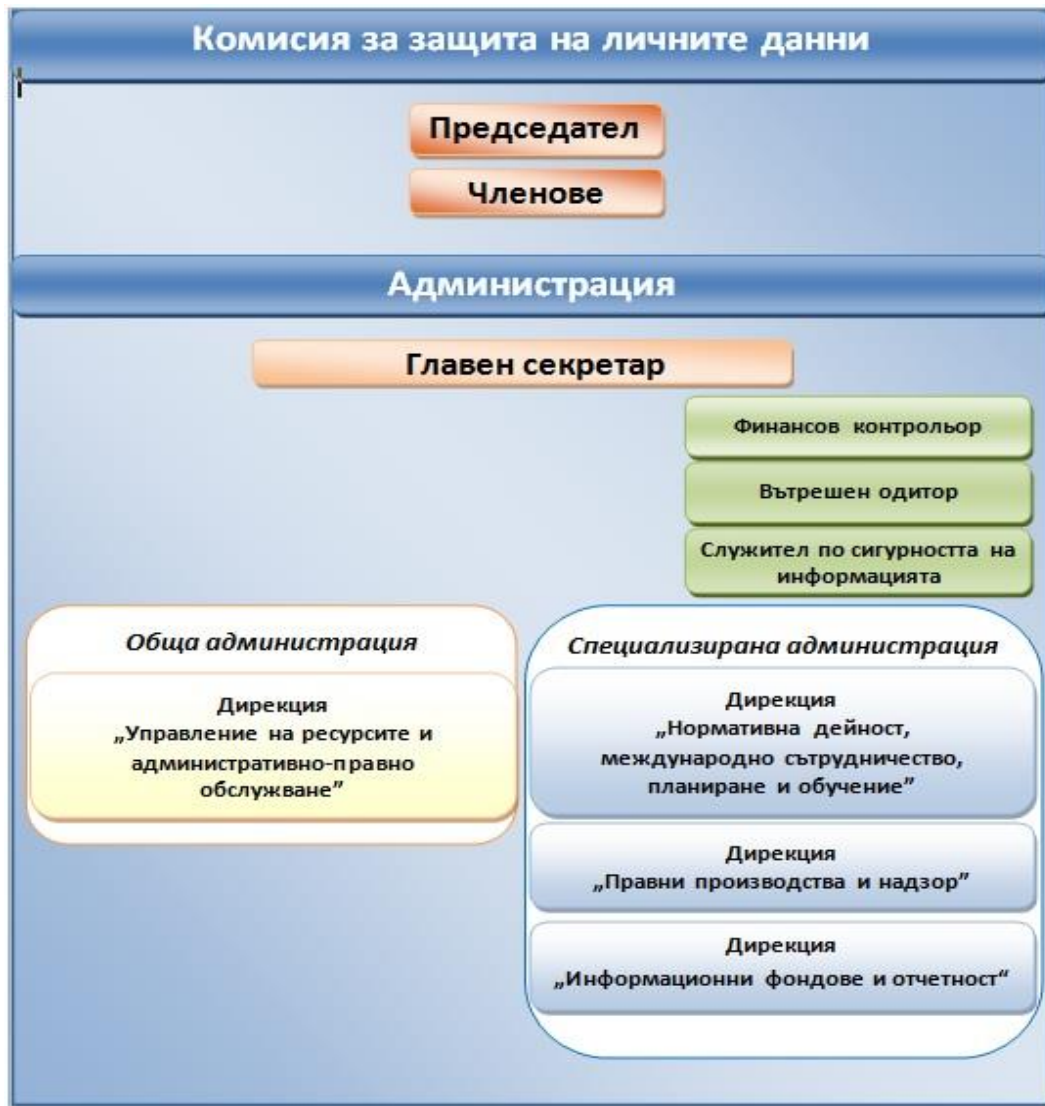 Комисия за защита на личните данни
Председател
Членове
Администрация
Главен секретар
Финансов контрольор
Вътрешен одитор
Служител по сигурността на
информацията
Обща администрация
Дирекция
„Управление на ресурсите и
административно-правно
обслужване”
Специализирана администрация
Дирекция
„Нормативна дейност,
международно сътрудничество,
планиране и обучение”
Дирекция
„Правни производства и надзор”
Дирекция
„Информационни фондове и отчетност“